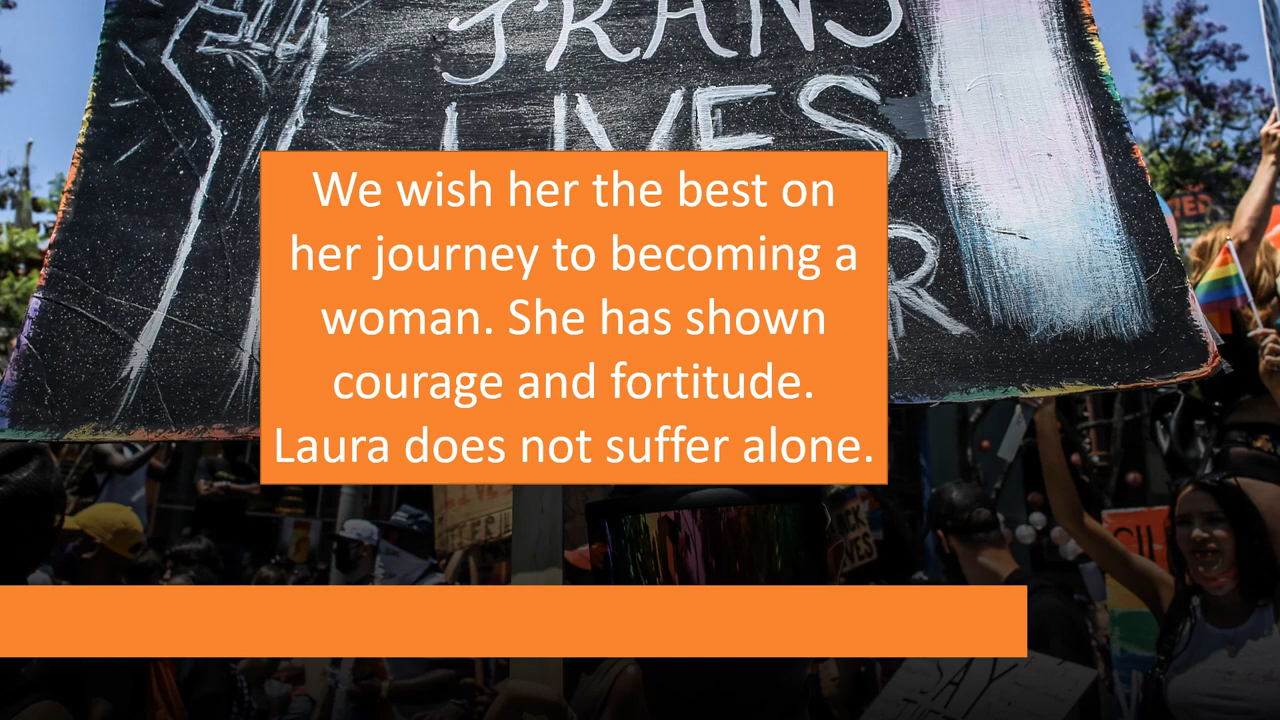 TRANS
LIVES
We wish her the best on
her journey to becoming a
woman. She has shown
courage and fortitude.
Laura does not suffer alone.
SAY